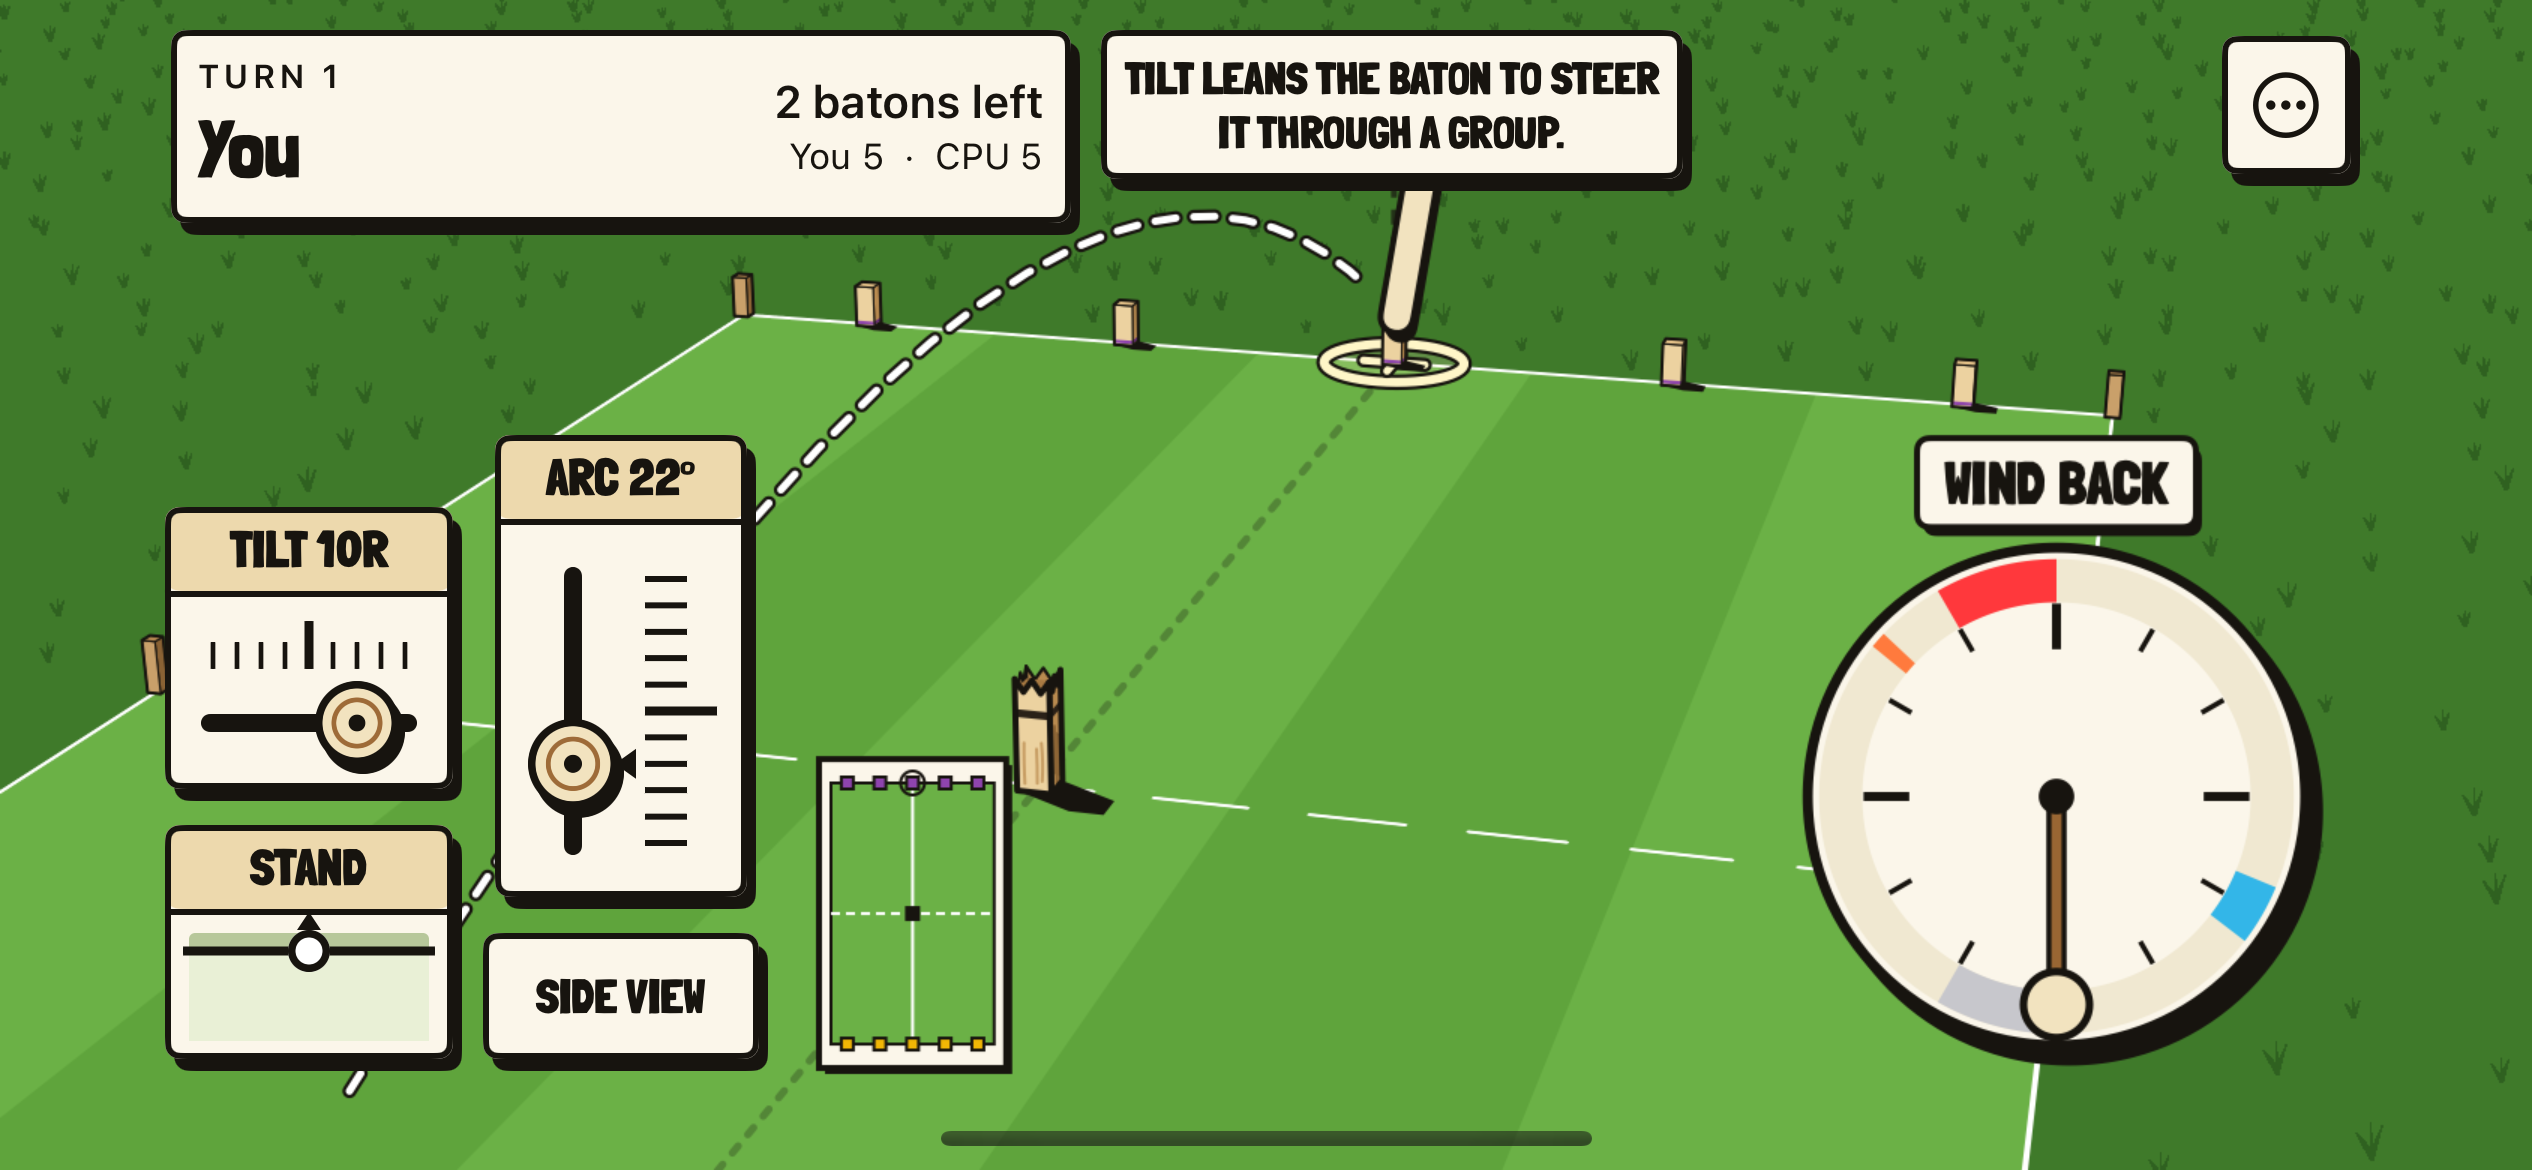 TURN 1
You
2 batons left
You 5 · CPU 5
TILT LEANS THE BATON TO STEER
IT THROUGH A GROUP.
ARC 22°
TILT 10R
STAND
SIDE VIEW
WIND BACK